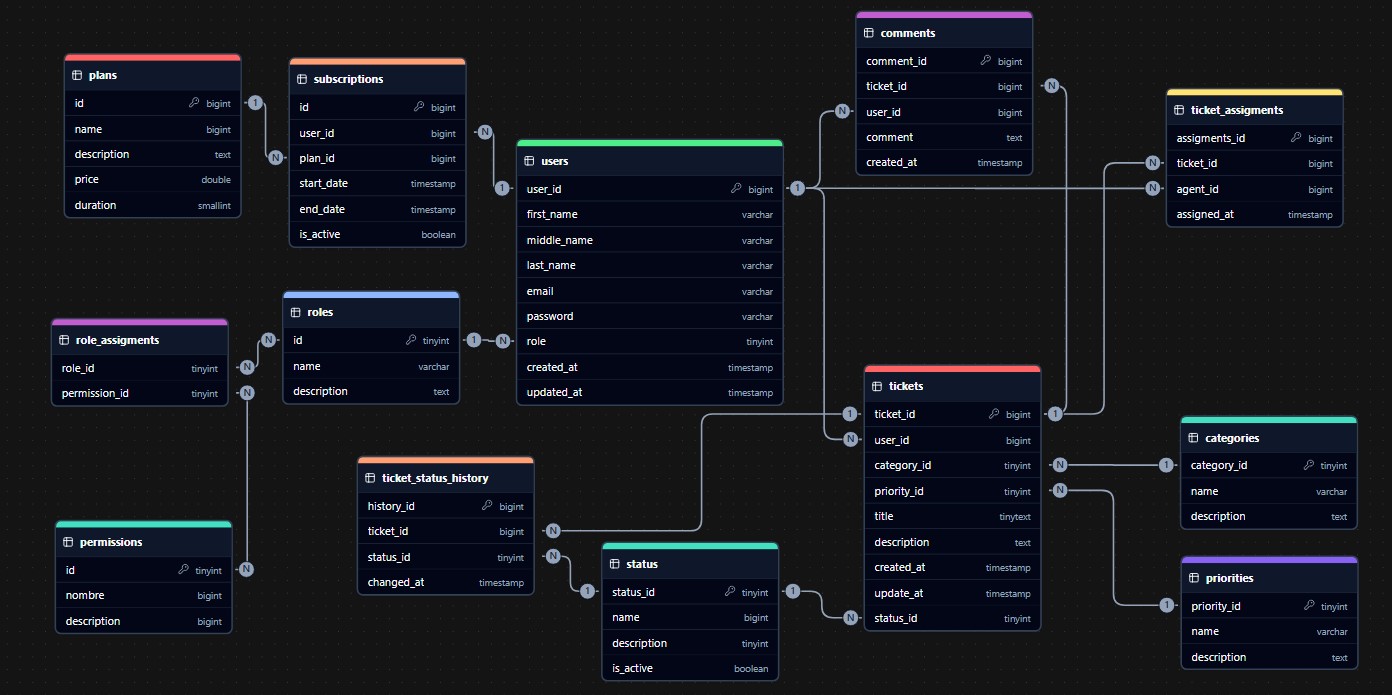 plans
id bigint
name bigint
description text
price double
duration smallint
1
N
subscriptions
id bigint
user_id bigint
plan_id bigint
start_date timestamp
end_date timestamp
is_active boolean
N
1
users
user_id bigint
first_name varchar
middle_name varchar
last_name varchar
email varchar
password varchar
role tinyint
created_at timestamp
updated_at timestamp
1
N
comments
comment_id bigint
ticket_id bigint
user_id bigint
comment text
created_at timestamp
N
ticket_assigments
assigments_id bigint
ticket_id bigint
agent_id bigint
assigned_at timestamp
N
N
role_assigments
role_id tinyint
permission_id tinyint
N
N
N
roles
id tinyint
name varchar
description text
1
N
permissions
id tinyint
nombre bigint
description bigint
N
ticket_status_history
history_id bigint
ticket_id bigint
status_id tinyint
changed_at timestamp
N
N
1
status
status_id tinyint
name bigint
description tinyint
is_active boolean
1
N
tickets
ticket_id bigint
user_id bigint
category_id tinyint
priority_id tinyint
title tinytext
description text
created_at timestamp
update_at timestamp
status_id tinyint
1
N
1
N
N
categories
category_id tinyint
name varchar
description text
1
priorities
priority_id tinyint
name varchar
description text
1